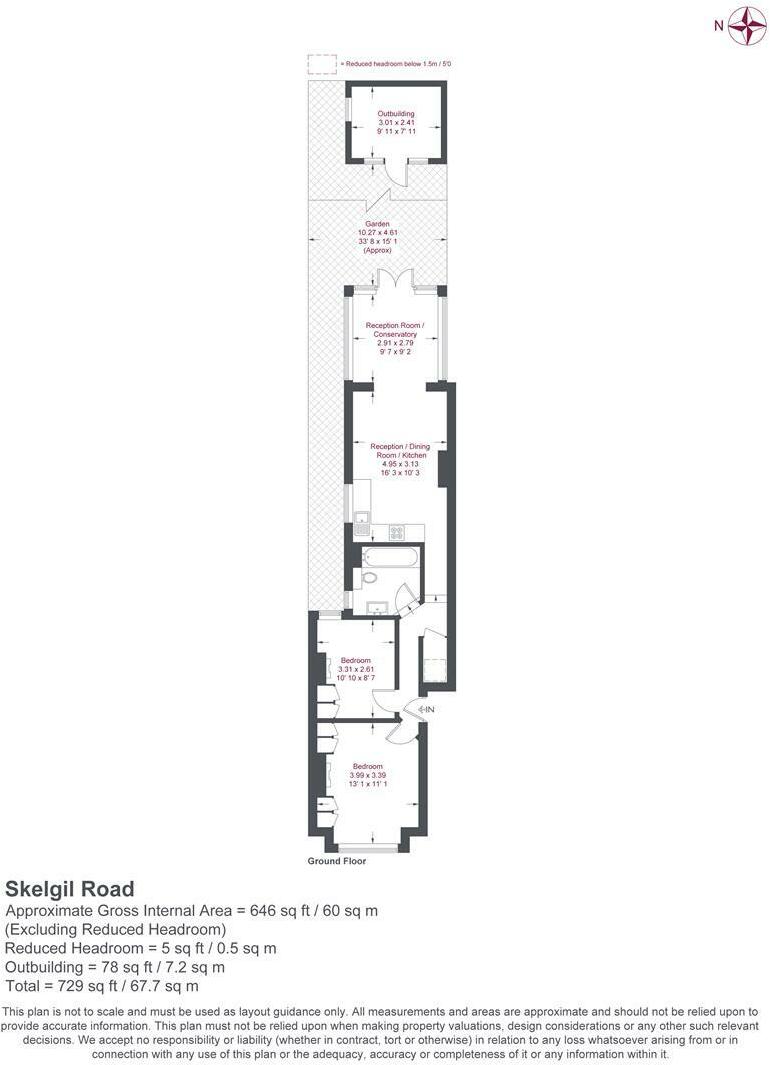 N
= Reduced headroom below 1.5m / 5'0
Outbuilding
3.01 x 2.41
9' 11 x 7' 11
Garden
10.27 x 4.61
33' 8 x 15' 1
(Approx)
Reception Room /
Conservatory
2.91 x 2.79
9' 7 x 9' 2
Reception / Dining
Room / Kitchen
4.95 x 3.13
16' 3 x 10' 3
Bedroom
3.31 x 2.61
10' 10 x 8' 7
IN
Bedroom
3.99 x 3.39
13' 1 x 11' 1
Ground Floor
Skelgil Road
Approximate Gross Internal Area = 646 sq ft / 60 sq m
(Excluding Reduced Headroom)
Reduced Headroom = 5 sq ft / 0.5 sq m
Outbuilding = 78 sq ft / 7.2 sq m
Total = 729 sq ft / 67.7 sq m
This plan is not to scale and must be used as layout guidance only. All measurements and areas are approximate and should not be relied upon to
provide accurate information. This plan must not be relied upon when making property valuations, design considerations or any other such relevant
decisions. We accept no responsibility or liability (whether in contract, tort or otherwise) in relation to any loss whatsoever arising from or in
connection with any use of this plan or the adequacy, accuracy or completeness of it or any information within it.